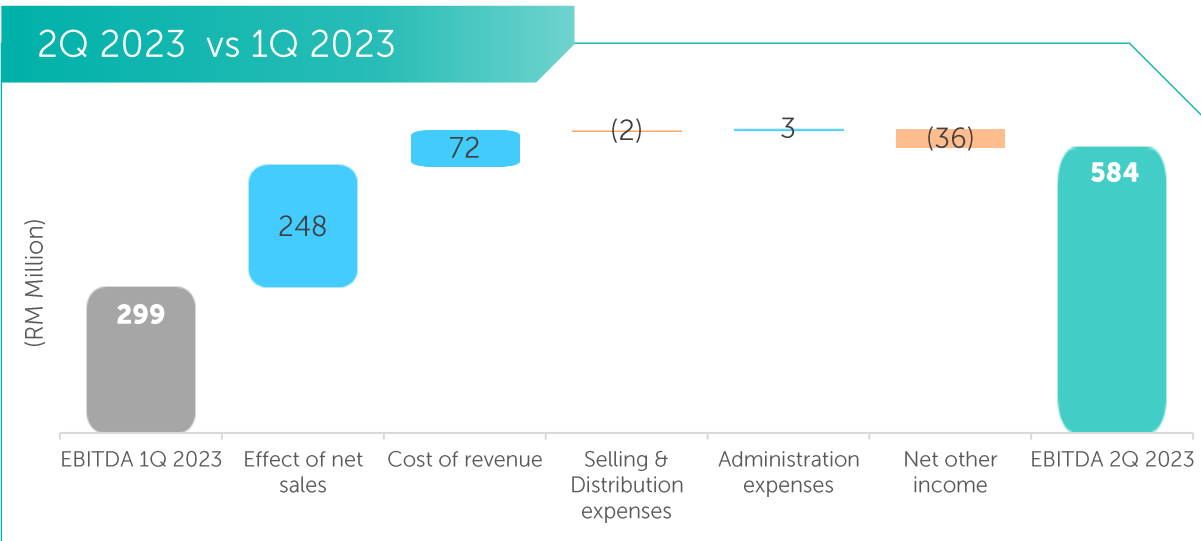 2Q 2023 vs 1Q 2023
(RM Million)
299
248
72
(2)
3
(36)
584
EBITDA 1Q 2023
Effect of net
sales
Cost of revenue
Selling &
Distribution
expenses
Administration
expenses
Net other
income
EBITDA 2Q 2023